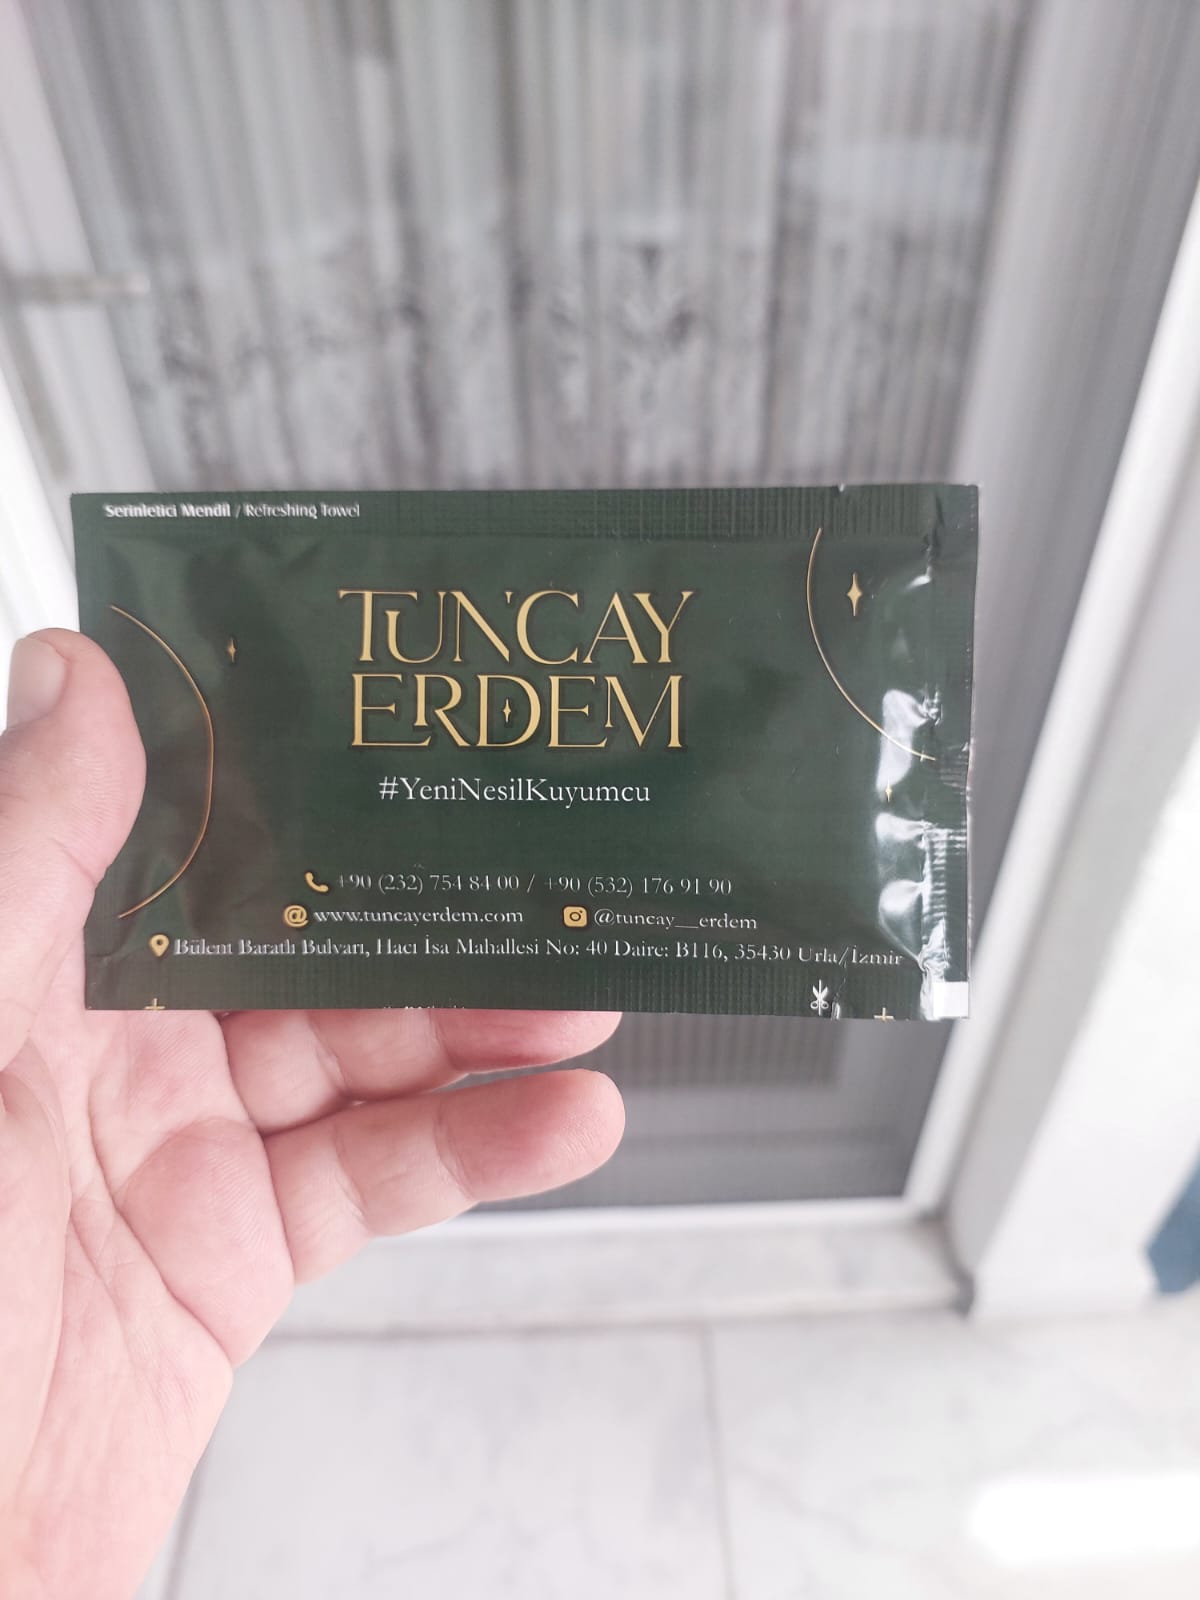 Serinletici Mendil / Refreshing Towel
TUNCAY
ERDEM
#YeniNesilKuyumcu
+90 (232) 754 84 00 / +90 (532) 176 91 90
www.tuncayerdem.com @tuncay__erdem
Bülent Baratlı Bulvarı, Hacı İsa Mahallesi No: 40 Daire: B116, 35430 Urla/İzmir